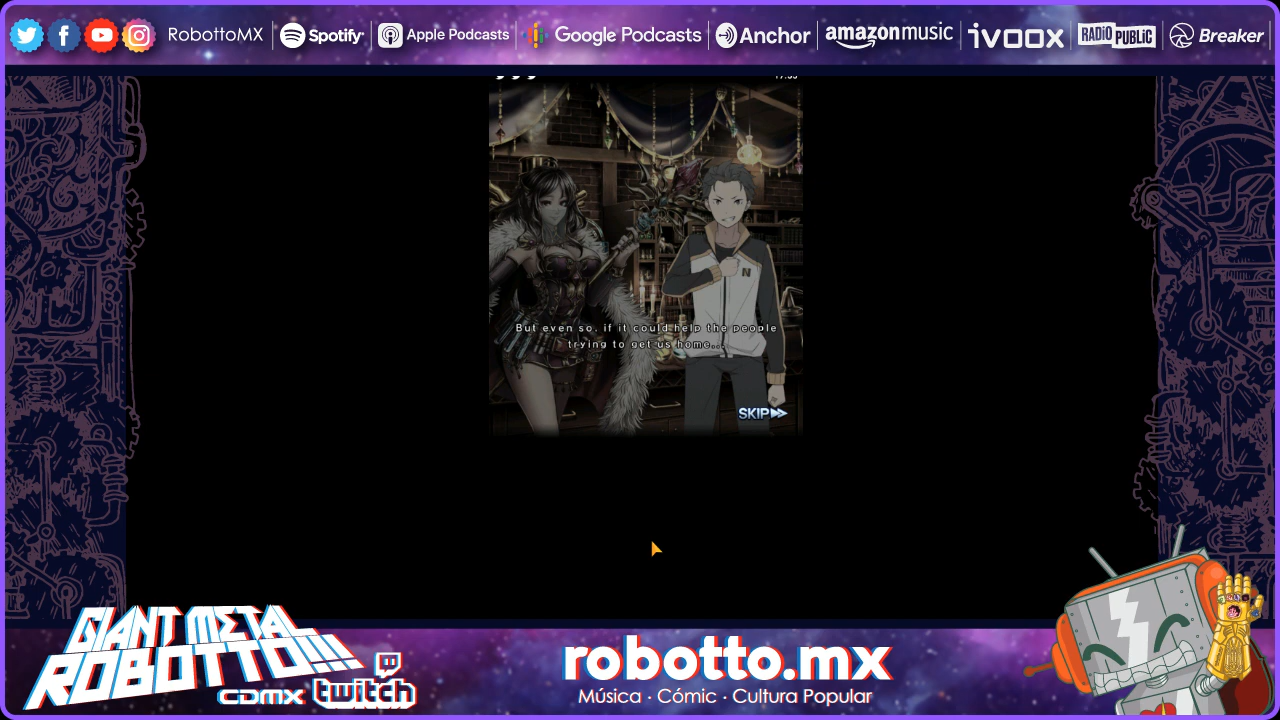 RobottoMX
Spotify
Apple Podcasts
Google Podcasts
Anchor
amazon music
iVOOX
RADIO PUBLIC
Breaker
But even so, if it could help the people
trying to get us home...
N
SKIP
GIANT METAL
ROBOTTO!!!
CDMX twitch
robotto.mx
Música · Cómic · Cultura Popular